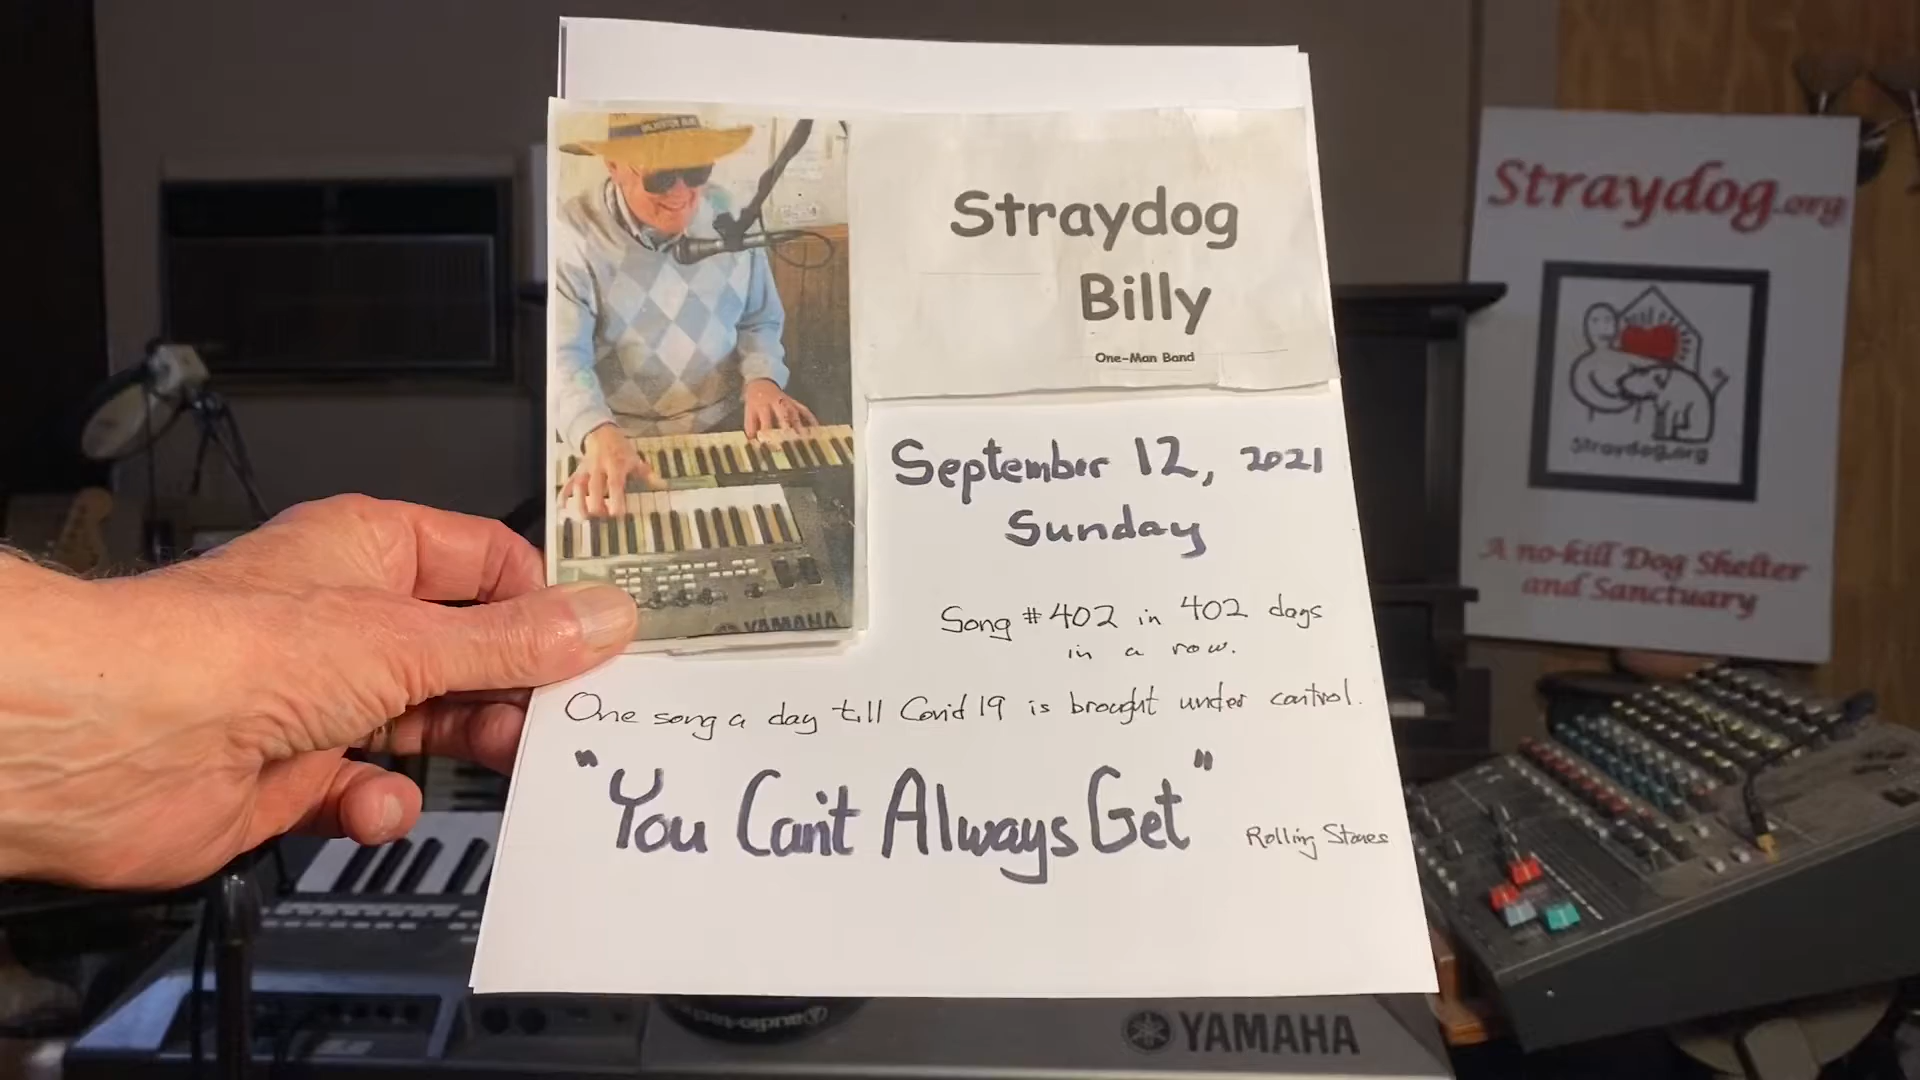 Straydog
Billy
One-Man Band
September 12, 2021
Sunday
Song #402 in 402 days
in a row.
One song a day till Covid 19 is brought under control.
"You Can't Always Get"
Rolling Stones
YAMAHA
Straydog.org
Straydog.org
A no-kill Dog Shelter
and Sanctuary
audio-technica
YAMAHA